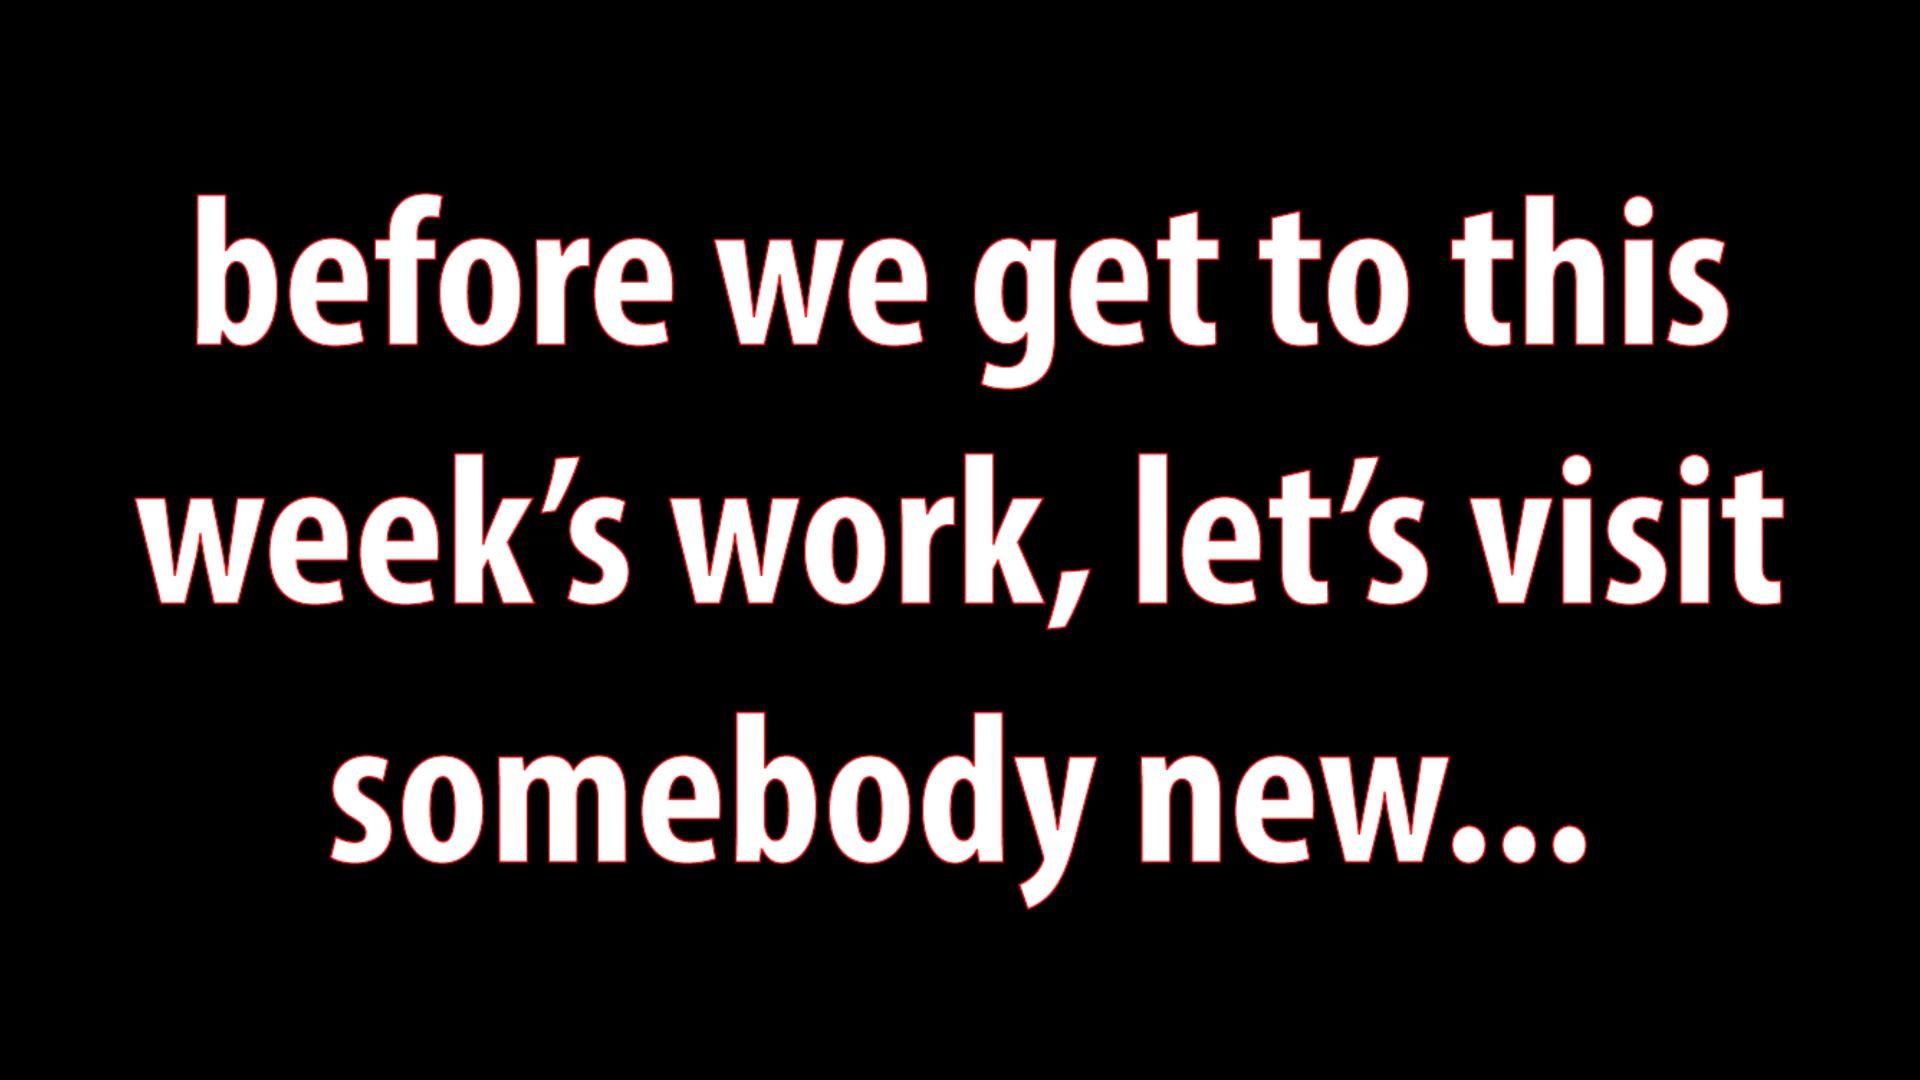 before we get to this
week’s work, let’s visit
somebody new...